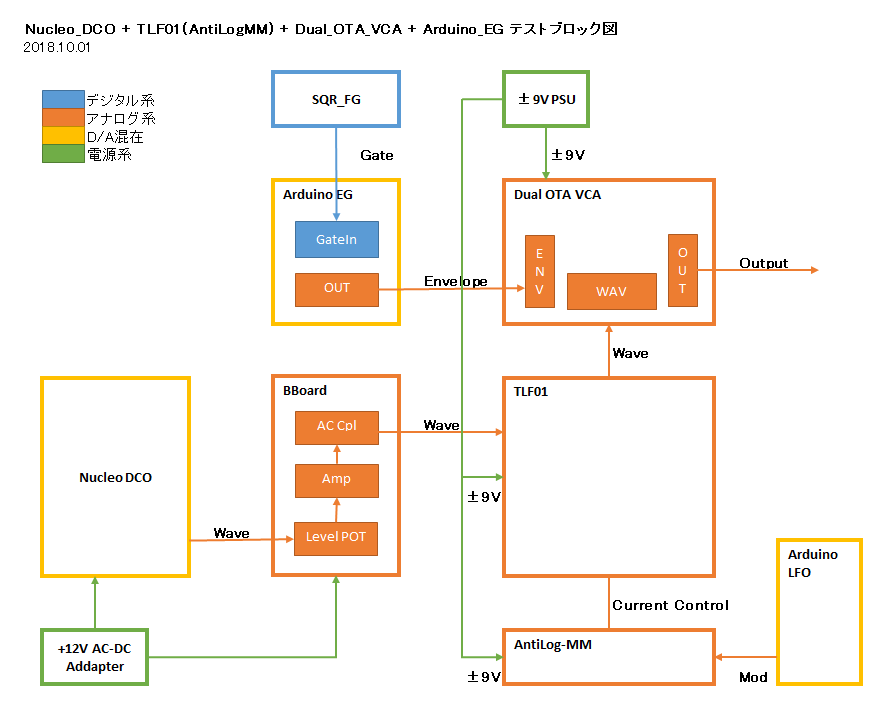 Nucleo_DCO + TLF01(AntiLogMM) + Dual_OTA_VCA + Arduino_EG テストブロック図
2018.10.01
デジタル系
アナログ系
D/A混在
電源系
SQR_FG
±9V PSU
Gate
±9V
Arduino EG
GateIn
OUT
Envelope
Dual OTA VCA
ENV
WAV
OUT
Output
Wave
Nucleo DCO
Wave
BBoard
AC Cpl
Amp
Level POT
Wave
TLF01
±9V
Current Control
Arduino
LFO
+12V AC-DC
Addapter
AntiLog-MM
±9V
Mod